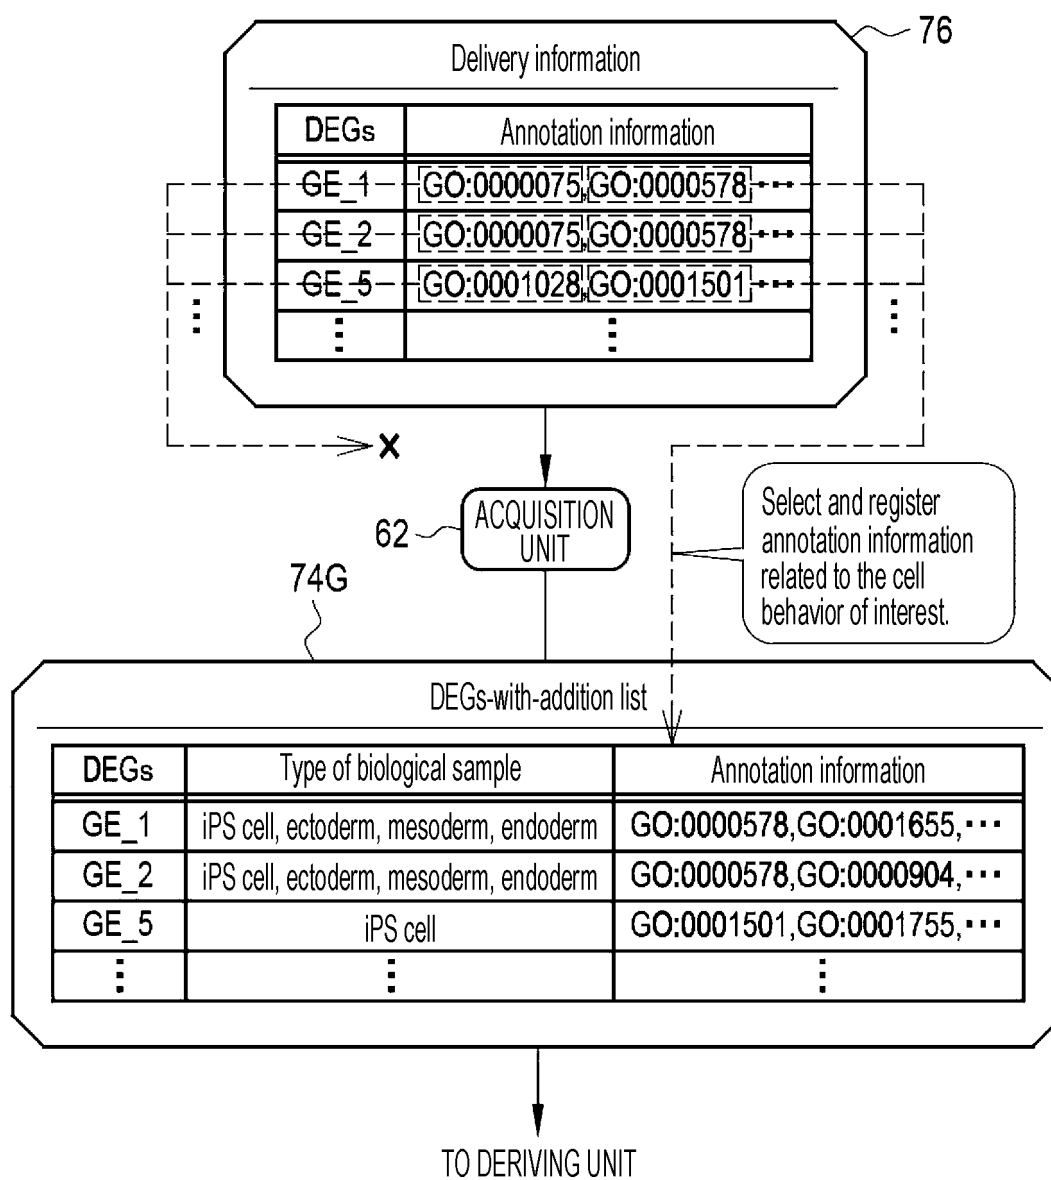 76
Delivery information
DEGs Annotation information
GE_1 GO:0000075,GO:0000578 ···
GE_2 GO:0000075,GO:0000578 ···
GE_5 GO:0001028,GO:0001501 ···
⋮ ⋮
⋮ ⋮
×
62 ACQUISITION
UNIT
Select and register
annotation information
related to the cell
behavior of interest.
74G
DEGs-with-addition list
DEGs Type of biological sample Annotation information
GE_1 iPS cell, ectoderm, mesoderm, endoderm GO:0000578,GO:0001655,···
GE_2 iPS cell, ectoderm, mesoderm, endoderm GO:0000578,GO:0000904,···
GE_5 iPS cell GO:0001501,GO:0001755,···
⋮ ⋮ ⋮
TO DERIVING UNIT